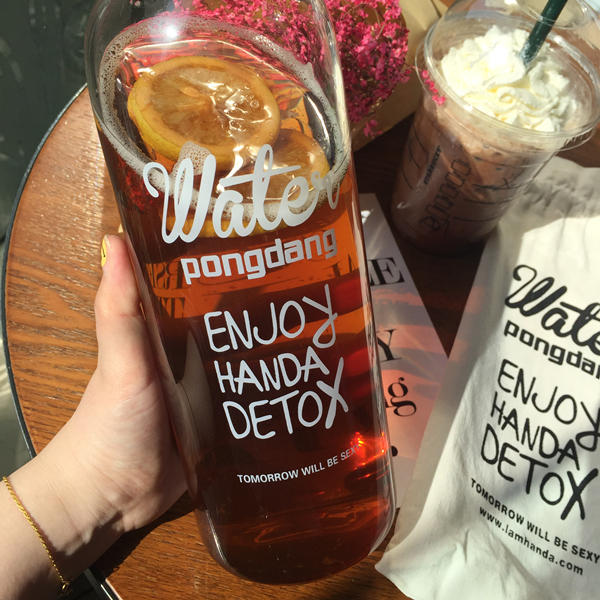 Water
pongdang
ENJOY
HANDA
DETOX
TOMORROW WILL BE SEXY
Wate
pongdang
ENJOY
HANDA
DETOX
TOMORROW WILL BE SEXY
www.Iamhanda.com